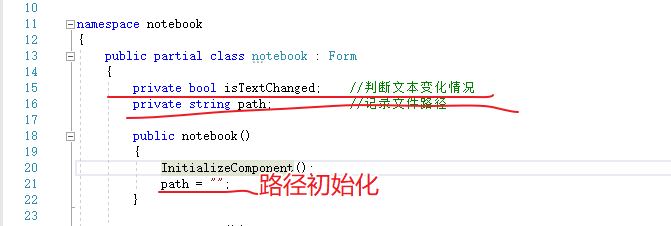 10
11 namespace notebook
12 {
13 public partial class notebook : Form
14 {
15 private bool isTextChanged; //判断文本变化情况
16 private string path; //记录文件路径
17
18 public notebook()
19 {
20 InitializeComponent();
21 path = ""; 路径初始化
22 }
23